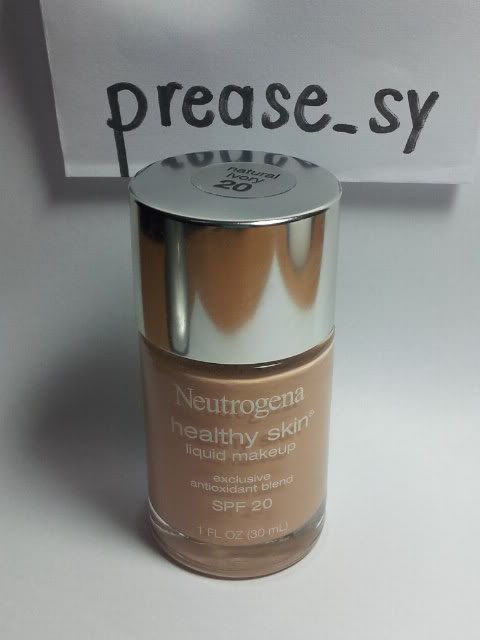 prease_sy
natural
ivory
20
Neutrogena
healthy skin®
liquid makeup
exclusive
antioxidant blend
SPF 20
1 FL OZ (30 mL)